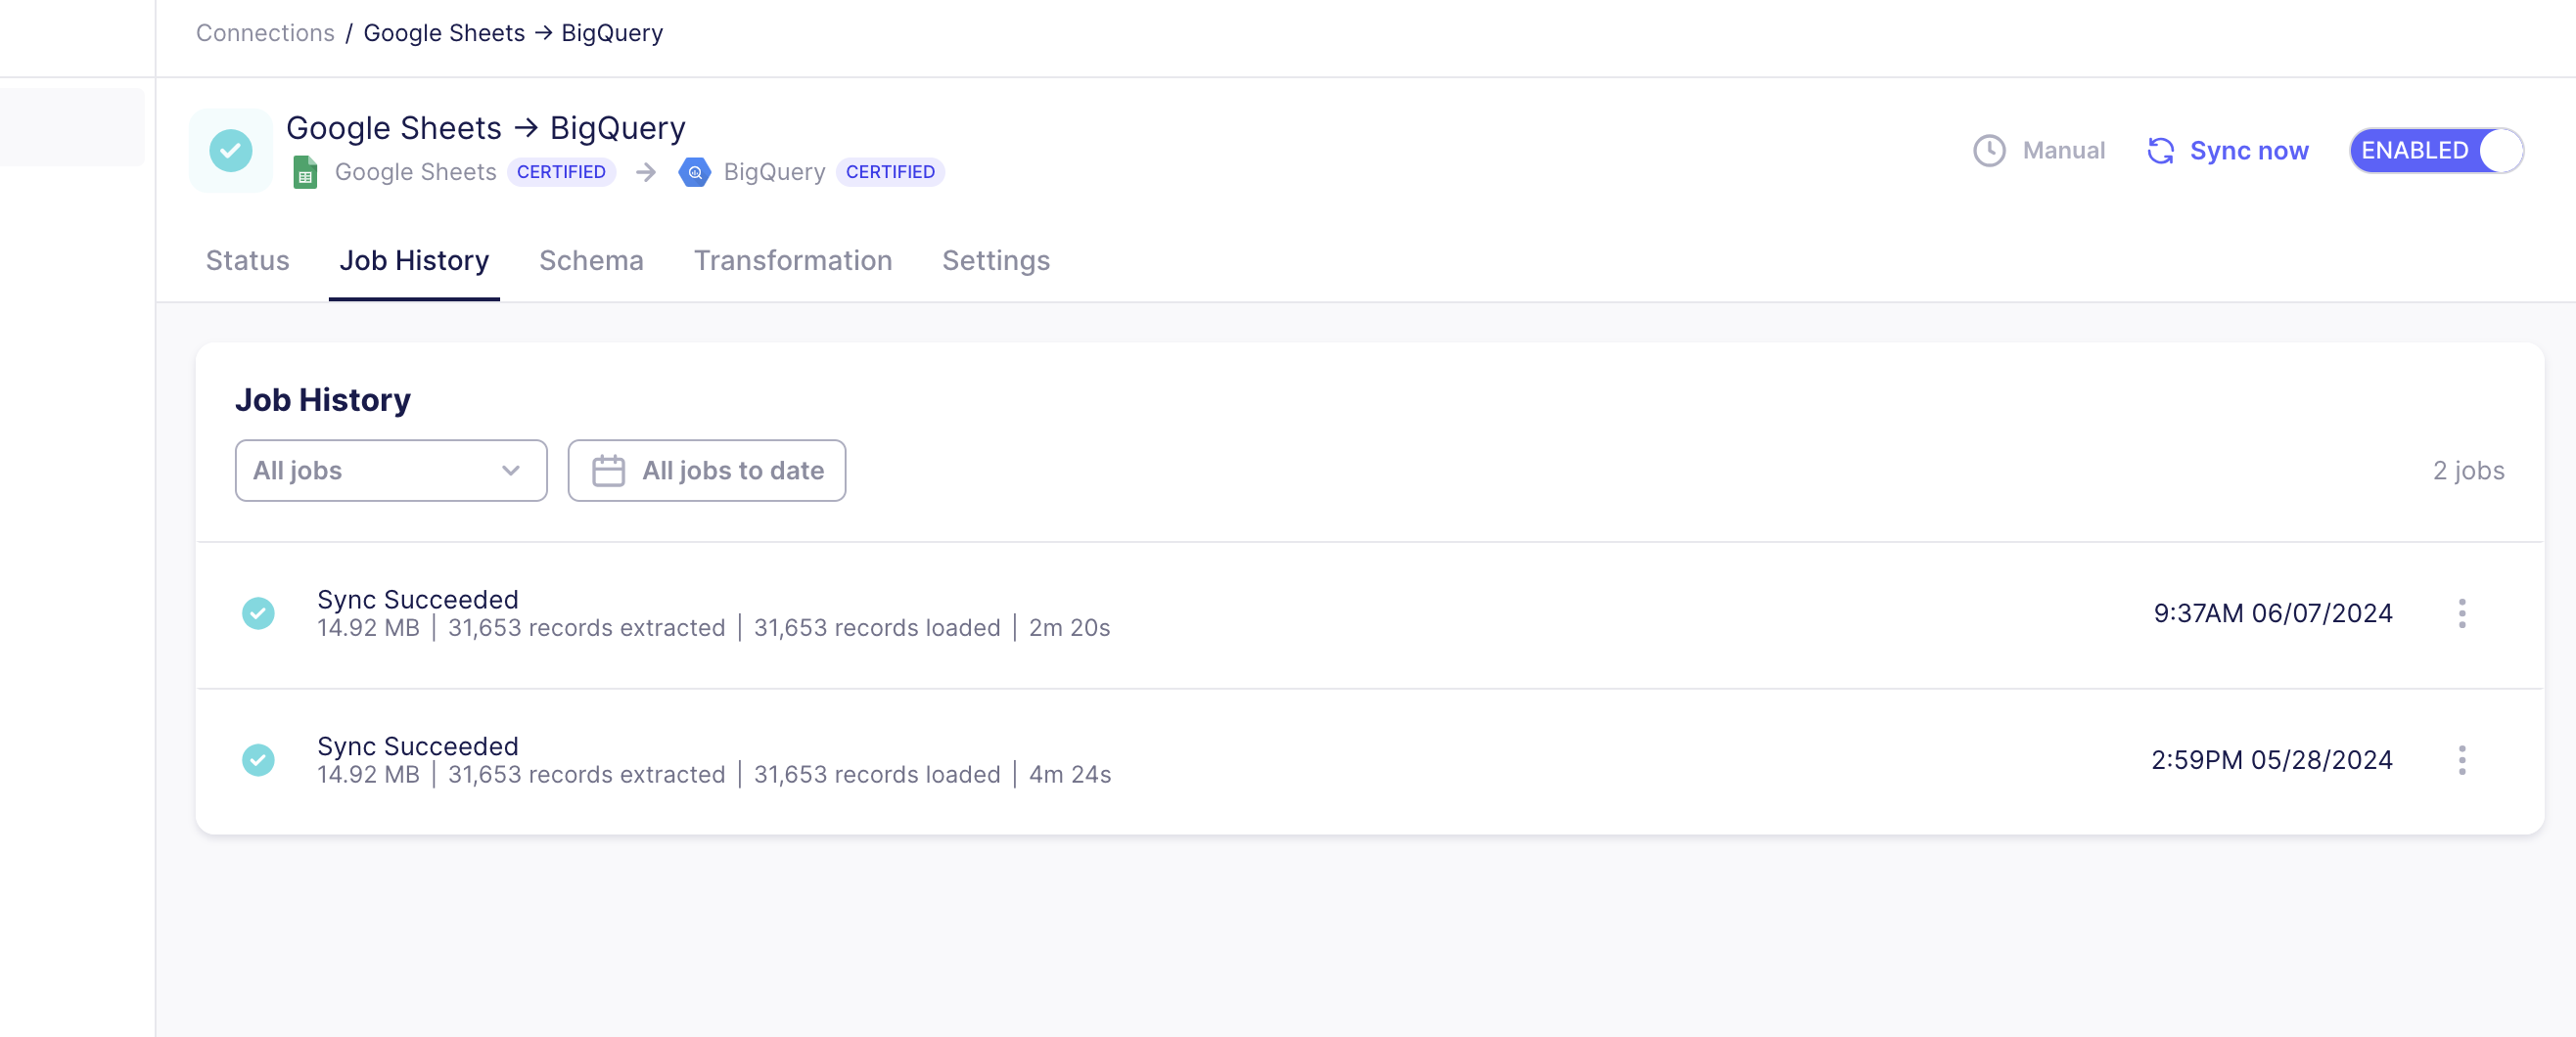 Connections / Google Sheets → BigQuery
Google Sheets → BigQuery
Google Sheets CERTIFIED → BigQuery CERTIFIED
Manual
Sync now
ENABLED
Status
Job History
Schema
Transformation
Settings
Job History
All jobs
All jobs to date
2 jobs
Sync Succeeded
14.92 MB | 31,653 records extracted | 31,653 records loaded | 2m 20s
9:37AM 06/07/2024
Sync Succeeded
14.92 MB | 31,653 records extracted | 31,653 records loaded | 4m 24s
2:59PM 05/28/2024